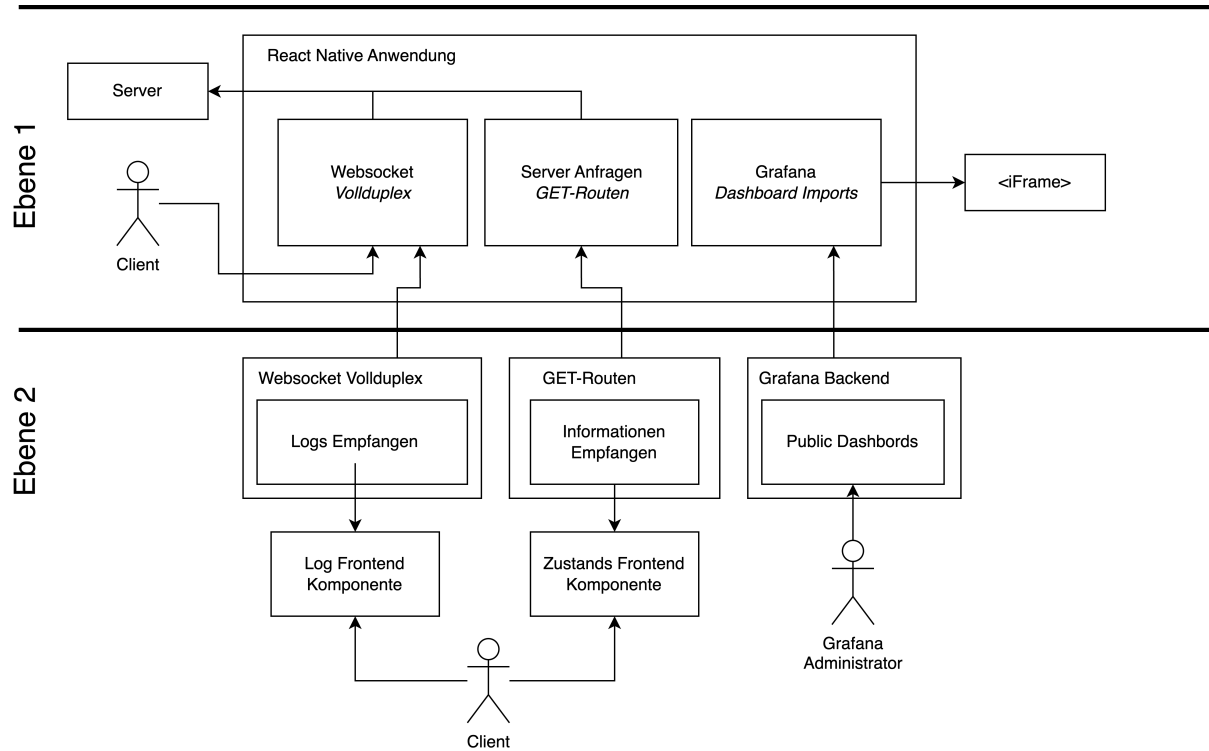 Ebene 1
React Native Anwendung
Server
Websocket
Vollduplex
Server Anfragen
GET-Routen
Grafana
Dashboard Imports
<iFrame>
Client
Ebene 2
Websocket Vollduplex
Logs Empfangen
GET-Routen
Informationen
Empfangen
Grafana Backend
Public Dashbords
Log Frontend
Komponente
Zustands Frontend
Komponente
Grafana
Administrator
Client